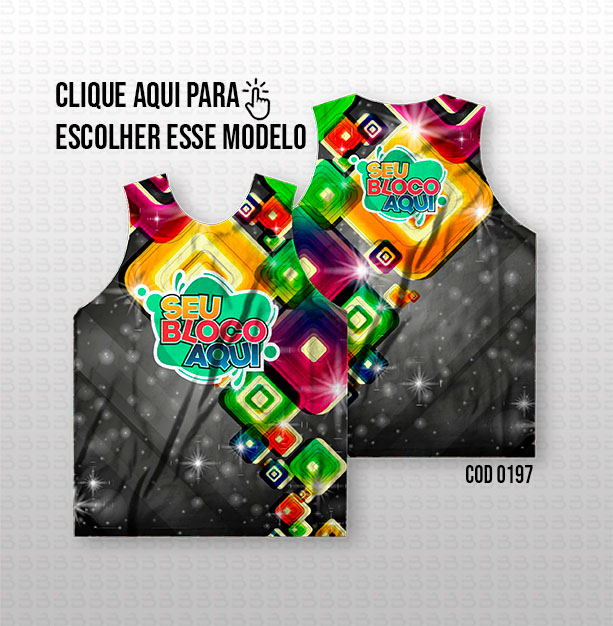 CLIQUE AQUI PARA
ESCOLHER ESSE MODELO
SEU
BLOCO
AQUI
SEU
BLOCO
AQUI
COD 0197